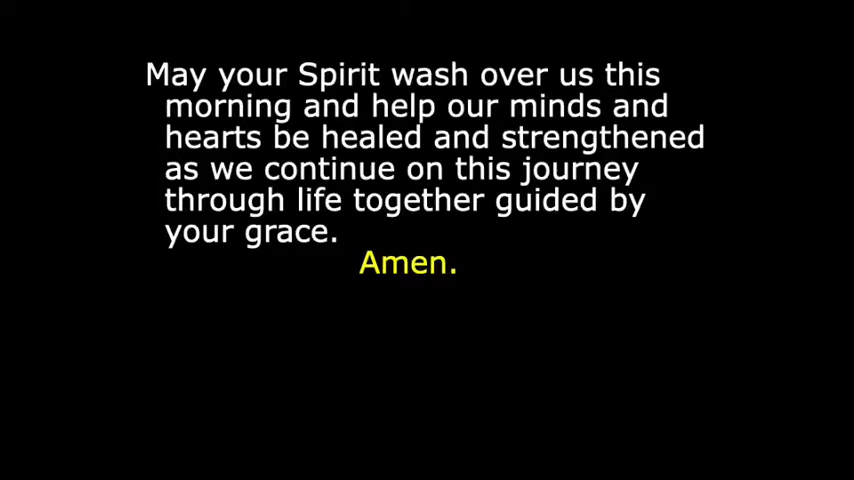 May your Spirit wash over us this
morning and help our minds and
hearts be healed and strengthened
as we continue on this journey
through life together guided by
your grace.
Amen.